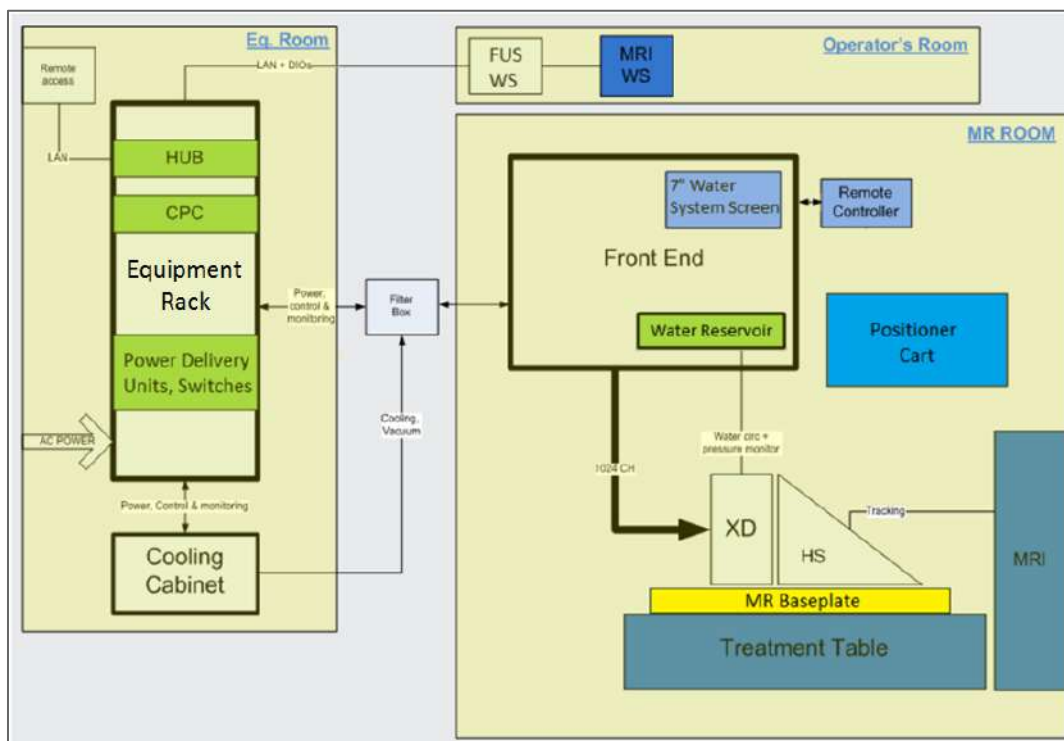 Eq. Room
Remote
access
LAN + DIOs
LAN
HUB
CPC
Equipment
Rack
Power,
control &
monitoring
Power Delivery
Units, Switches
AC POWER
Power, Control & monitoring
Cooling
Cabinet
Filter
Box
Cooling,
Vacuum
Operator's Room
FUS
WS
MRI
WS
MR ROOM
7" Water
System Screen
Remote
Controller
Front End
Water Reservoir
Positioner
Cart
Water circ +
pressure monitor
1024 CH
XD
HS
Tracking
MRI
MR Baseplate
Treatment Table